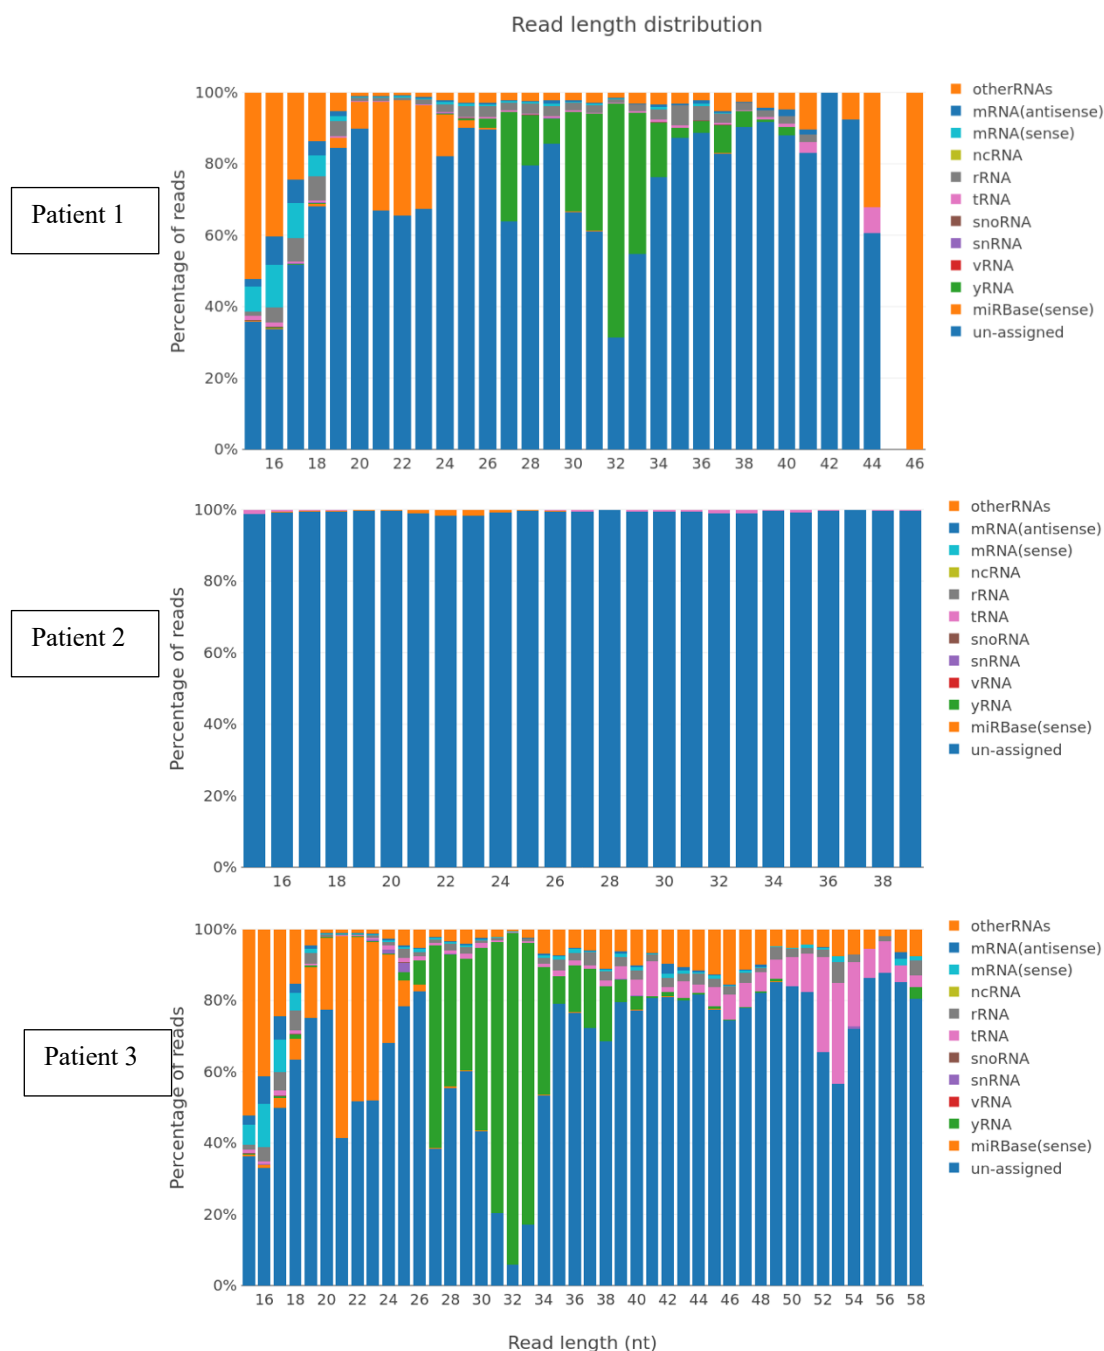 Read length distribution
Patient 1
Percentage of reads
100%
80%
60%
40%
20%
0%
16 18 20 22 24 26 28 30 32 34 36 38 40 42 44 46
otherRNAs
mRNA(antisense)
mRNA(sense)
ncRNA
rRNA
tRNA
snoRNA
snRNA
vRNA
yRNA
miRBase(sense)
un-assigned
Patient 2
Percentage of reads
100%
80%
60%
40%
20%
0%
16 18 20 22 24 26 28 30 32 34 36 38
otherRNAs
mRNA(antisense)
mRNA(sense)
ncRNA
rRNA
tRNA
snoRNA
snRNA
vRNA
yRNA
miRBase(sense)
un-assigned
Patient 3
Percentage of reads
100%
80%
60%
40%
20%
0%
16 18 20 22 24 26 28 30 32 34 36 38 40 42 44 46 48 50 52 54 56 58
otherRNAs
mRNA(antisense)
mRNA(sense)
ncRNA
rRNA
tRNA
snoRNA
snRNA
vRNA
yRNA
miRBase(sense)
un-assigned
Read length (nt)